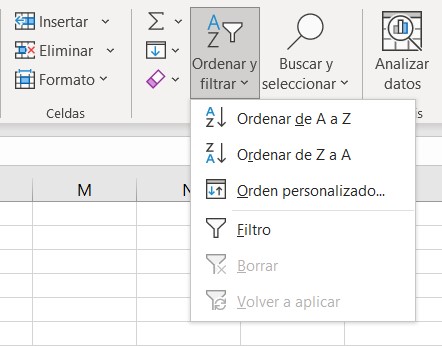 Insertar
Eliminar
Formato
Celdas
Ordenar y
filtrar
Buscar y
seleccionar
Analizar
datos
Ordenar de A a Z
Ordenar de Z a A
Orden personalizado...
Filtro
Borrar
Volver a aplicar
M